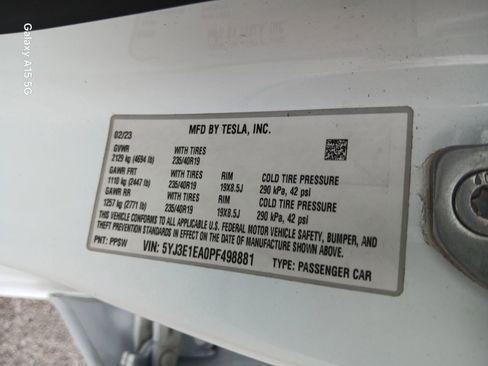 Galaxy A15 5G
MFD BY TESLA, INC.
02/23
GVWR WITH TIRES
2129 kg (4694 lb) 235/40R19
GAWR FRT WITH TIRES RIM COLD TIRE PRESSURE
1110 kg (2447 lb) 235/40R19 19X8.5J 290 kPa, 42 psi
GAWR RR WITH TIRES RIM COLD TIRE PRESSURE
1257 kg (2771 lb) 235/40R19 19X8.5J 290 kPa, 42 psi
THIS VEHICLE CONFORMS TO ALL APPLICABLE U.S. FEDERAL MOTOR VEHICLE SAFETY, BUMPER, AND
THEFT PREVENTION STANDARDS IN EFFECT ON THE DATE OF MANUFACTURE SHOWN ABOVE.
PNT: PPSW VIN: 5YJ3E1EA0PF498881 TYPE: PASSENGER CAR